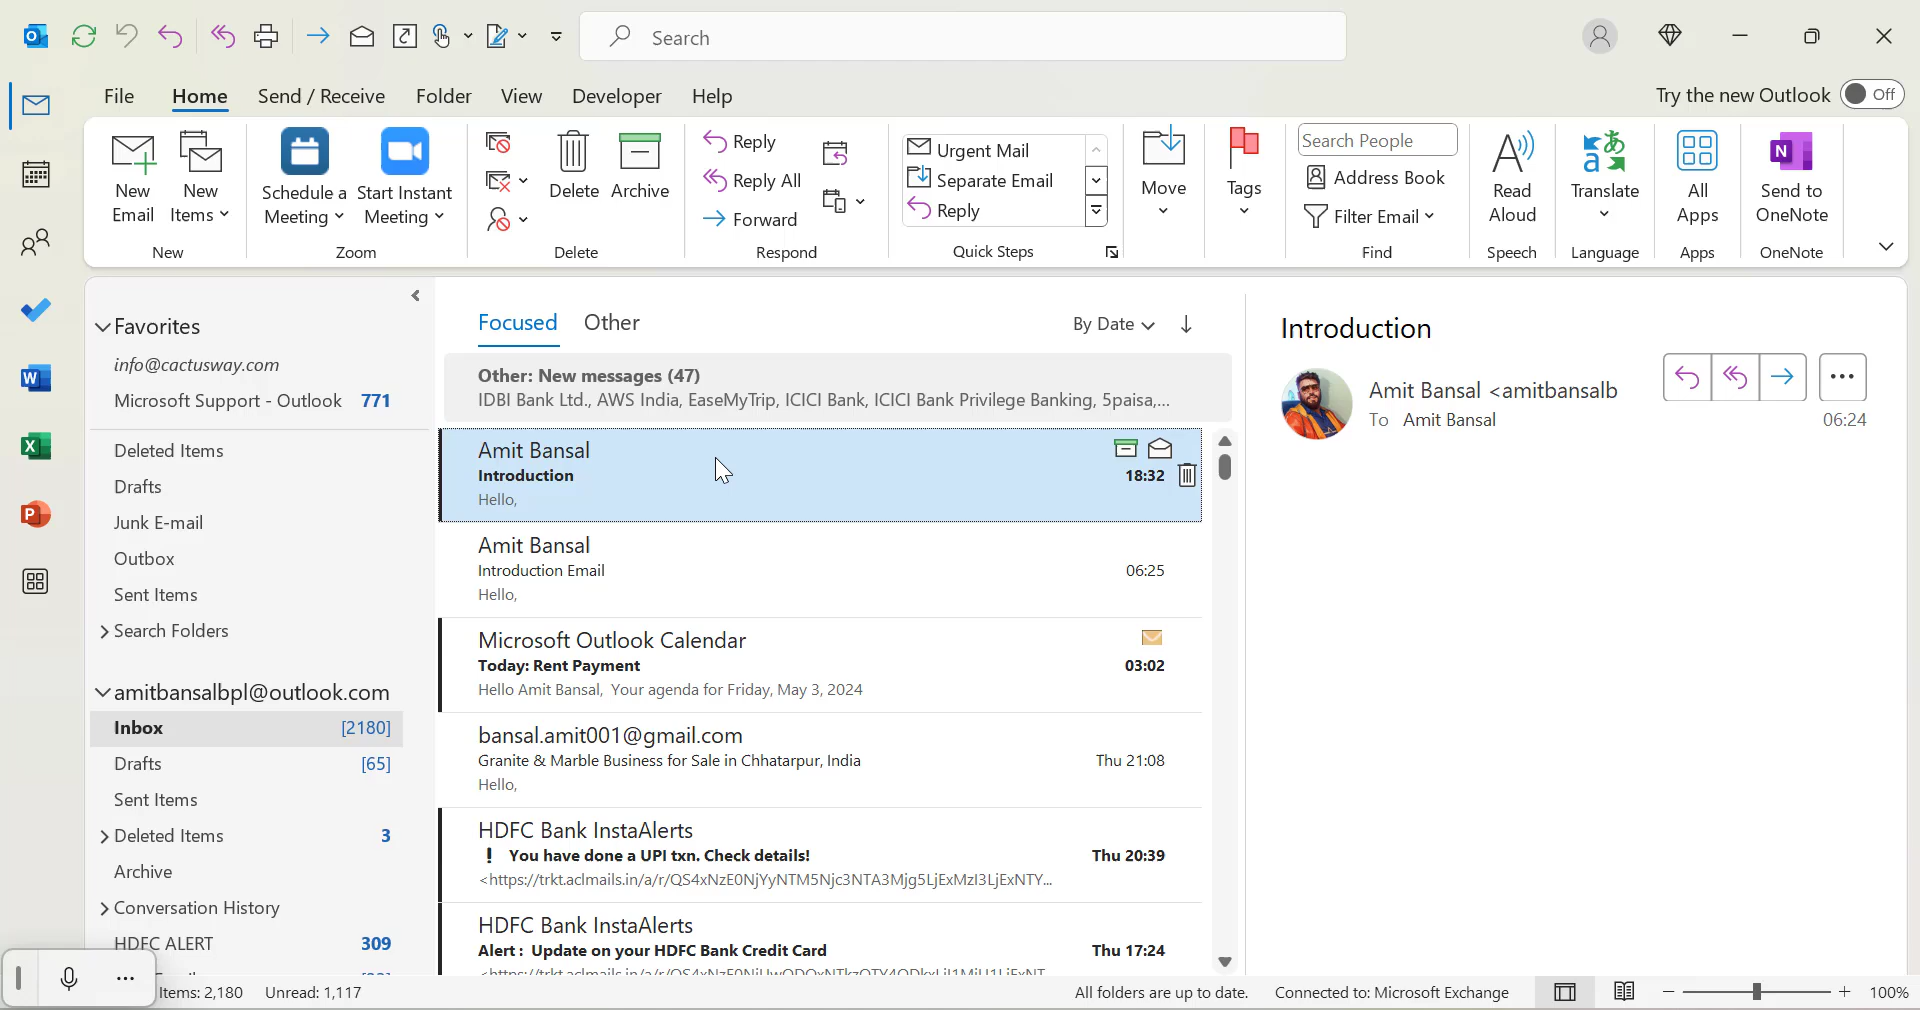 Search
File Home Send / Receive Folder View Developer Help
Try the new Outlook Off
New Email
New Items
New
Schedule a Meeting
Start Instant Meeting
Zoom
Delete
Archive
Delete
Reply
Reply All
Forward
Respond
Urgent Mail
Separate Email
Reply
Quick Steps
Move
Tags
Search People
Address Book
Filter Email
Find
Read Aloud
Speech
Translate
Language
All Apps
Apps
Send to OneNote
OneNote
Favorites
info@cactusway.com
Microsoft Support - Outlook 771
Deleted Items
Drafts
Junk E-mail
Outbox
Sent Items
Search Folders
amitbansalbpl@outlook.com
Inbox [2180]
Drafts [65]
Sent Items
Deleted Items 3
Archive
Conversation History
HDFC ALERT 309
Focused Other
By Date
Other: New messages (47)
IDBI Bank Ltd., AWS India, EaseMyTrip, ICICI Bank, ICICI Bank Privilege Banking, 5paisa,...
Amit Bansal
Introduction 18:32
Hello,
Amit Bansal
Introduction Email 06:25
Hello,
Microsoft Outlook Calendar
Today: Rent Payment 03:02
Hello Amit Bansal, Your agenda for Friday, May 3, 2024
bansal.amit001@gmail.com
Granite & Marble Business for Sale in Chhatarpur, India Thu 21:08
Hello,
HDFC Bank InstaAlerts
! You have done a UPI txn. Check details! Thu 20:39
<https://trkt.aclmails.in/a/r/QS4xNzE0NjYyNTM5Njc3NTA3Mjg5LjExMzI3LjExNTY...
HDFC Bank InstaAlerts
Alert : Update on your HDFC Bank Credit Card Thu 17:24
Introduction
Amit Bansal <amitbansalb
To Amit Bansal
06:24
Items: 2,180 Unread: 1,117
All folders are up to date. Connected to: Microsoft Exchange
100%